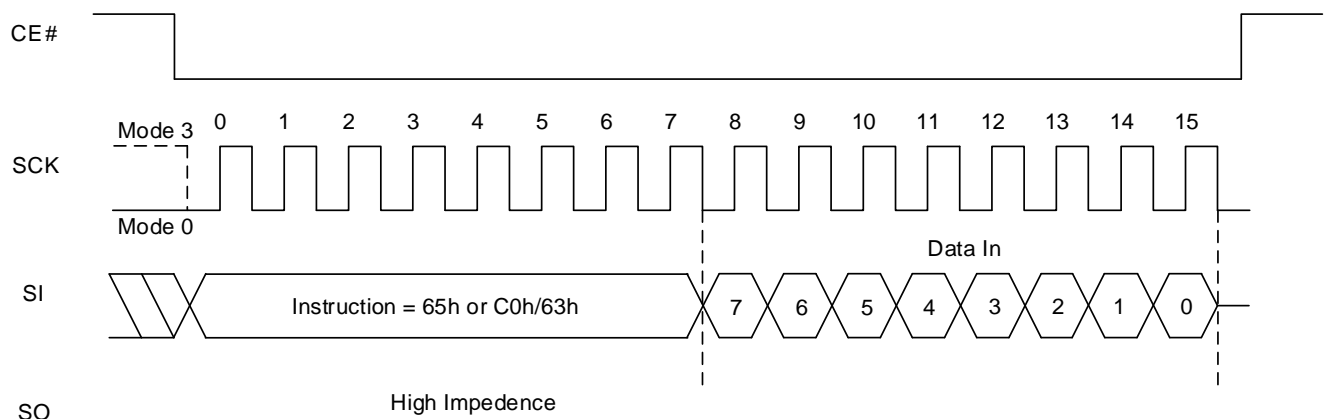 CE#
0 1 2 3 4 5 6 7 8 9 10 11 12 13 14 15
Mode 3
SCK
Mode 0
Data In
SI
Instruction = 65h or C0h/63h
7 6 5 4 3 2 1 0
High Impedence
SO